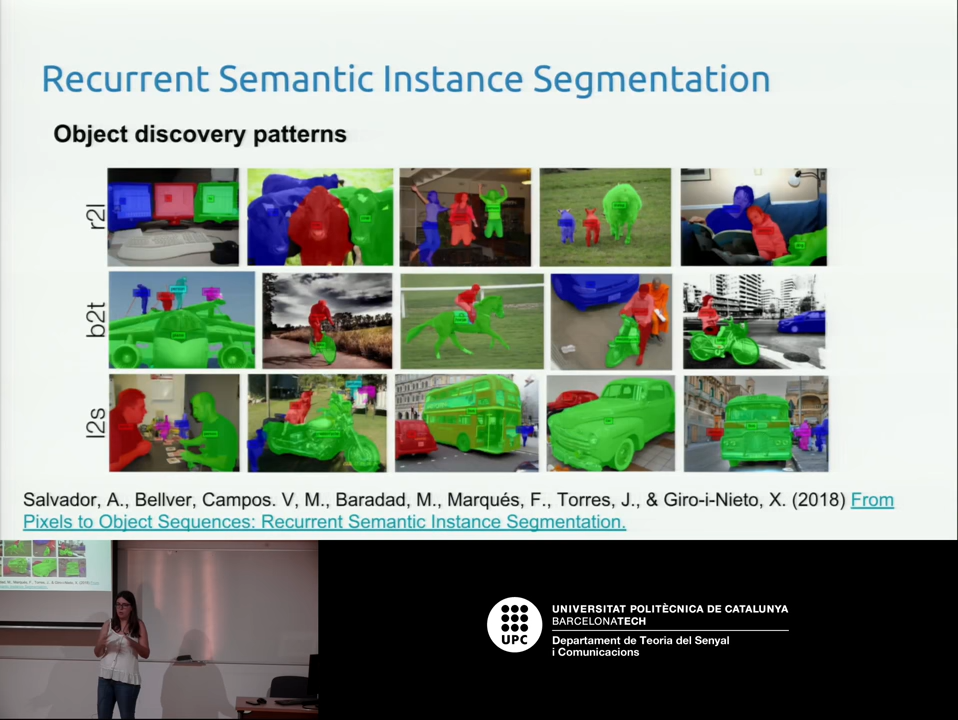 Recurrent Semantic Instance Segmentation
Object discovery patterns
r2l
b2t
l2s
Salvador, A., Bellver, Campos. V, M., Baradad, M., Marqués, F., Torres, J., & Giro-i-Nieto, X. (2018) From
Pixels to Object Sequences: Recurrent Semantic Instance Segmentation.
UPC
UNIVERSITAT POLITÈCNICA DE CATALUNYA
BARCELONATECH
Departament de Teoria del Senyal
i Comunicacions